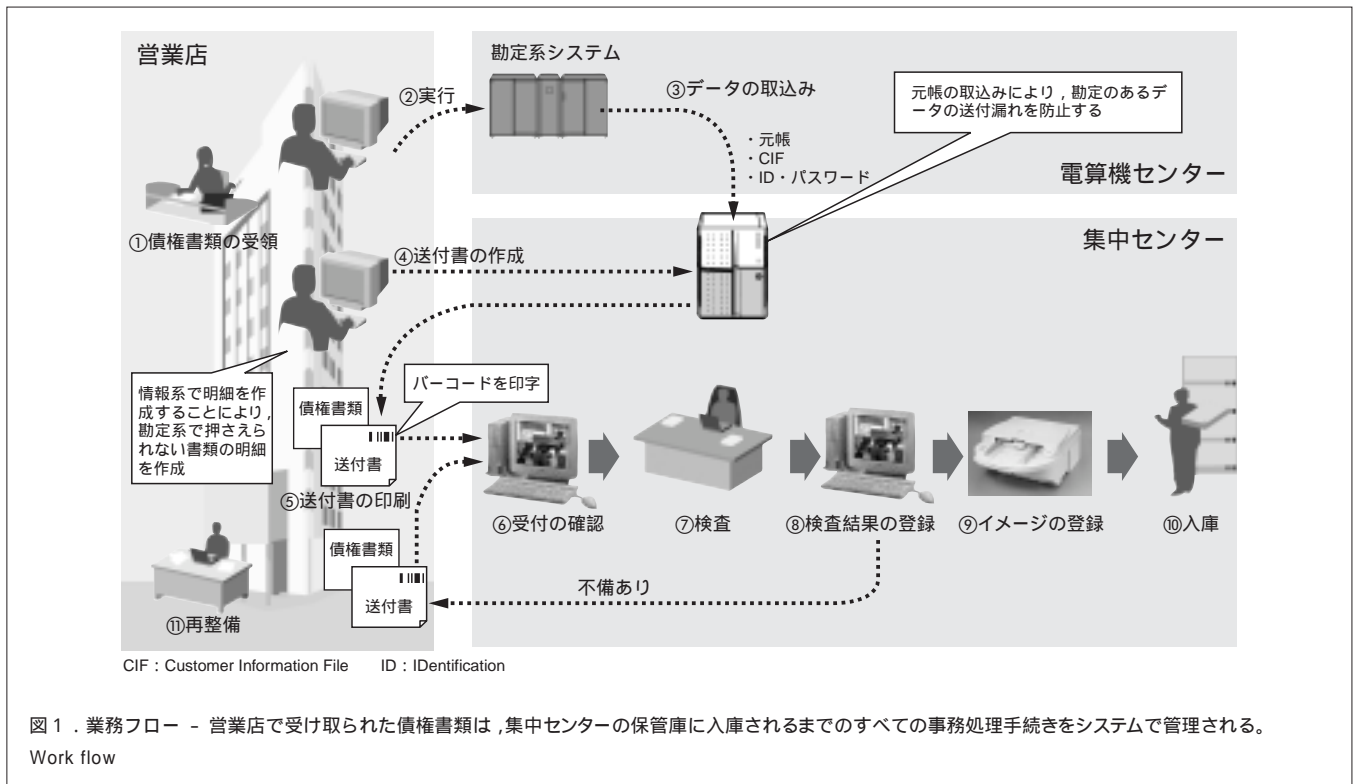 営業店
勘定系システム
②実行
③データの取込み
元帳の取込みにより，勘定のあるデ
ータの送付漏れを防止する
・元帳
・CIF
・ID・パスワード
電算機センター
①債権書類の受領
集中センター
④送付書の作成
情報系で明細を作
成することにより，
勘定系で押さえら
れない書類の明細
を作成
バーコードを印字
債権書類
送付書
⑤送付書の印刷
⑥受付の確認
⑦検査
⑧検査結果の登録
⑨イメージの登録
⑩入庫
債権書類
送付書
不備あり
⑪再整備
CIF：Customer Information File ID：IDentification
図1．業務フロー － 営業店で受け取られた債権書類は，集中センターの保管庫に入庫されるまでのすべての事務処理手続きをシステムで管理される。
Work flow